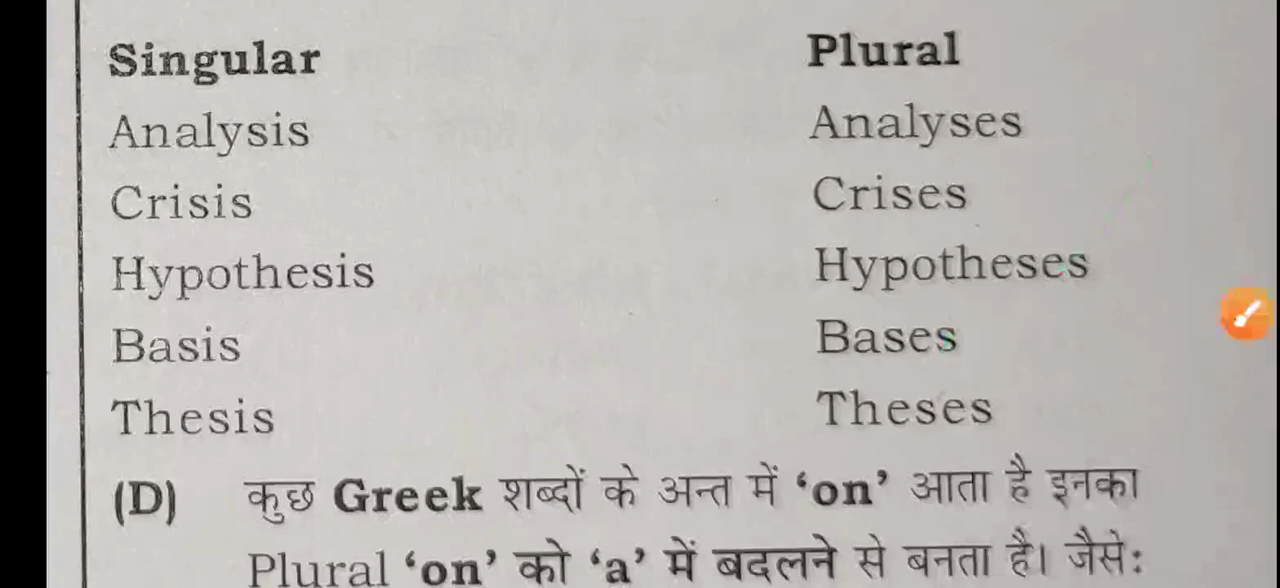 Singular Plural
Analysis Analyses
Crisis Crises
Hypothesis Hypotheses
Basis Bases
Thesis Theses
(D) कुछ Greek शब्दों के अन्त में ‘on’ आता है इनका
Plural ‘on’ को ‘a’ में बदलने से बनता है। जैसे: